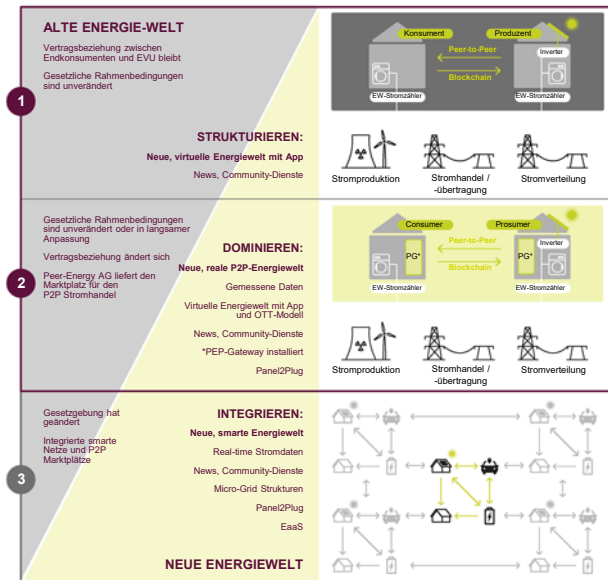 ALTE ENERGIE-WELT
Vertragsbeziehung zwischen
Endkonsumenten und EVU bleibt
Gesetzliche Rahmenbedingungen
sind unverändert
1
STRUKTURIEREN:
Neue, virtuelle Energiewelt mit App
News, Community-Dienste
Konsument
Produzent
Peer-to-Peer
Inverter
Blockchain
EW-Stromzähler
EW-Stromzähler
Stromproduktion
Stromhandel /
-übertragung
Stromverteilung
Gesetzliche Rahmenbedingungen
sind unverändert oder in langsamer
Anpassung
Vertragsbeziehung ändert sich
Peer-Energy AG liefert den
Marktplatz für den
P2P Stromhandel
2
DOMINIEREN:
Neue, reale P2P-Energiewelt
Gemessene Daten
Virtuelle Energiewelt mit App
und OTT-Modell
News, Community-Dienste
*PEP-Gateway installiert
Panel2Plug
Consumer
Prosumer
Peer-to-Peer
Inverter
PG*
PG*
Blockchain
EW-Stromzähler
EW-Stromzähler
Stromproduktion
Stromhandel /
-übertragung
Stromverteilung
Gesetzgebung hat
geändert
Integrierte smarte
Netze und P2P
Marktplätze
3
INTEGRIEREN:
Neue, smarte Energiewelt
Real-time Stromdaten
News, Community-Dienste
Micro-Grid Strukturen
Panel2Plug
EaaS
NEUE ENERGIEWELT